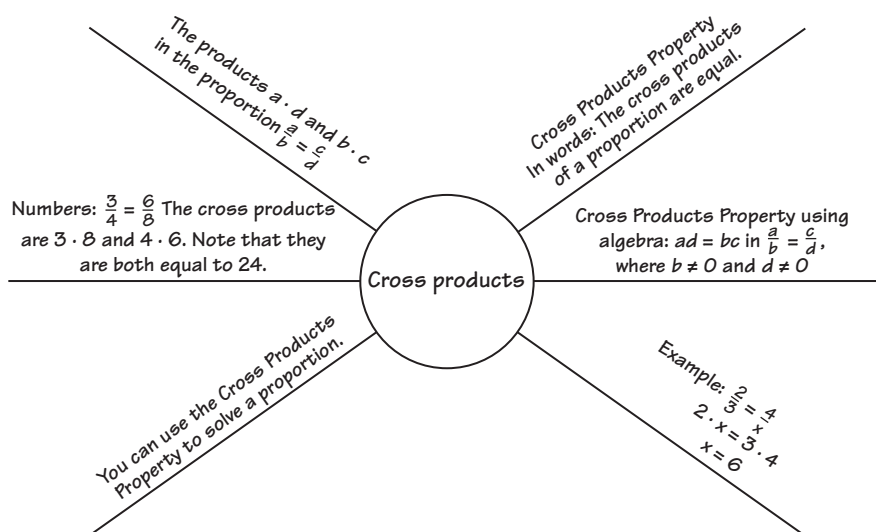 The products a · d and b · c
in the proportion a/b = c/d
Cross Products Property
In words: The cross products
of a proportion are equal.
Numbers: 3/4 = 6/8 The cross products
are 3 · 8 and 4 · 6. Note that they
are both equal to 24.
Cross products
Cross Products Property using
algebra: ad = bc in a/b = c/d,
where b ≠ 0 and d ≠ 0
You can use the Cross Products
Property to solve a proportion.
Example: 2/3 = 4/x
2 · x = 3 · 4
x = 6